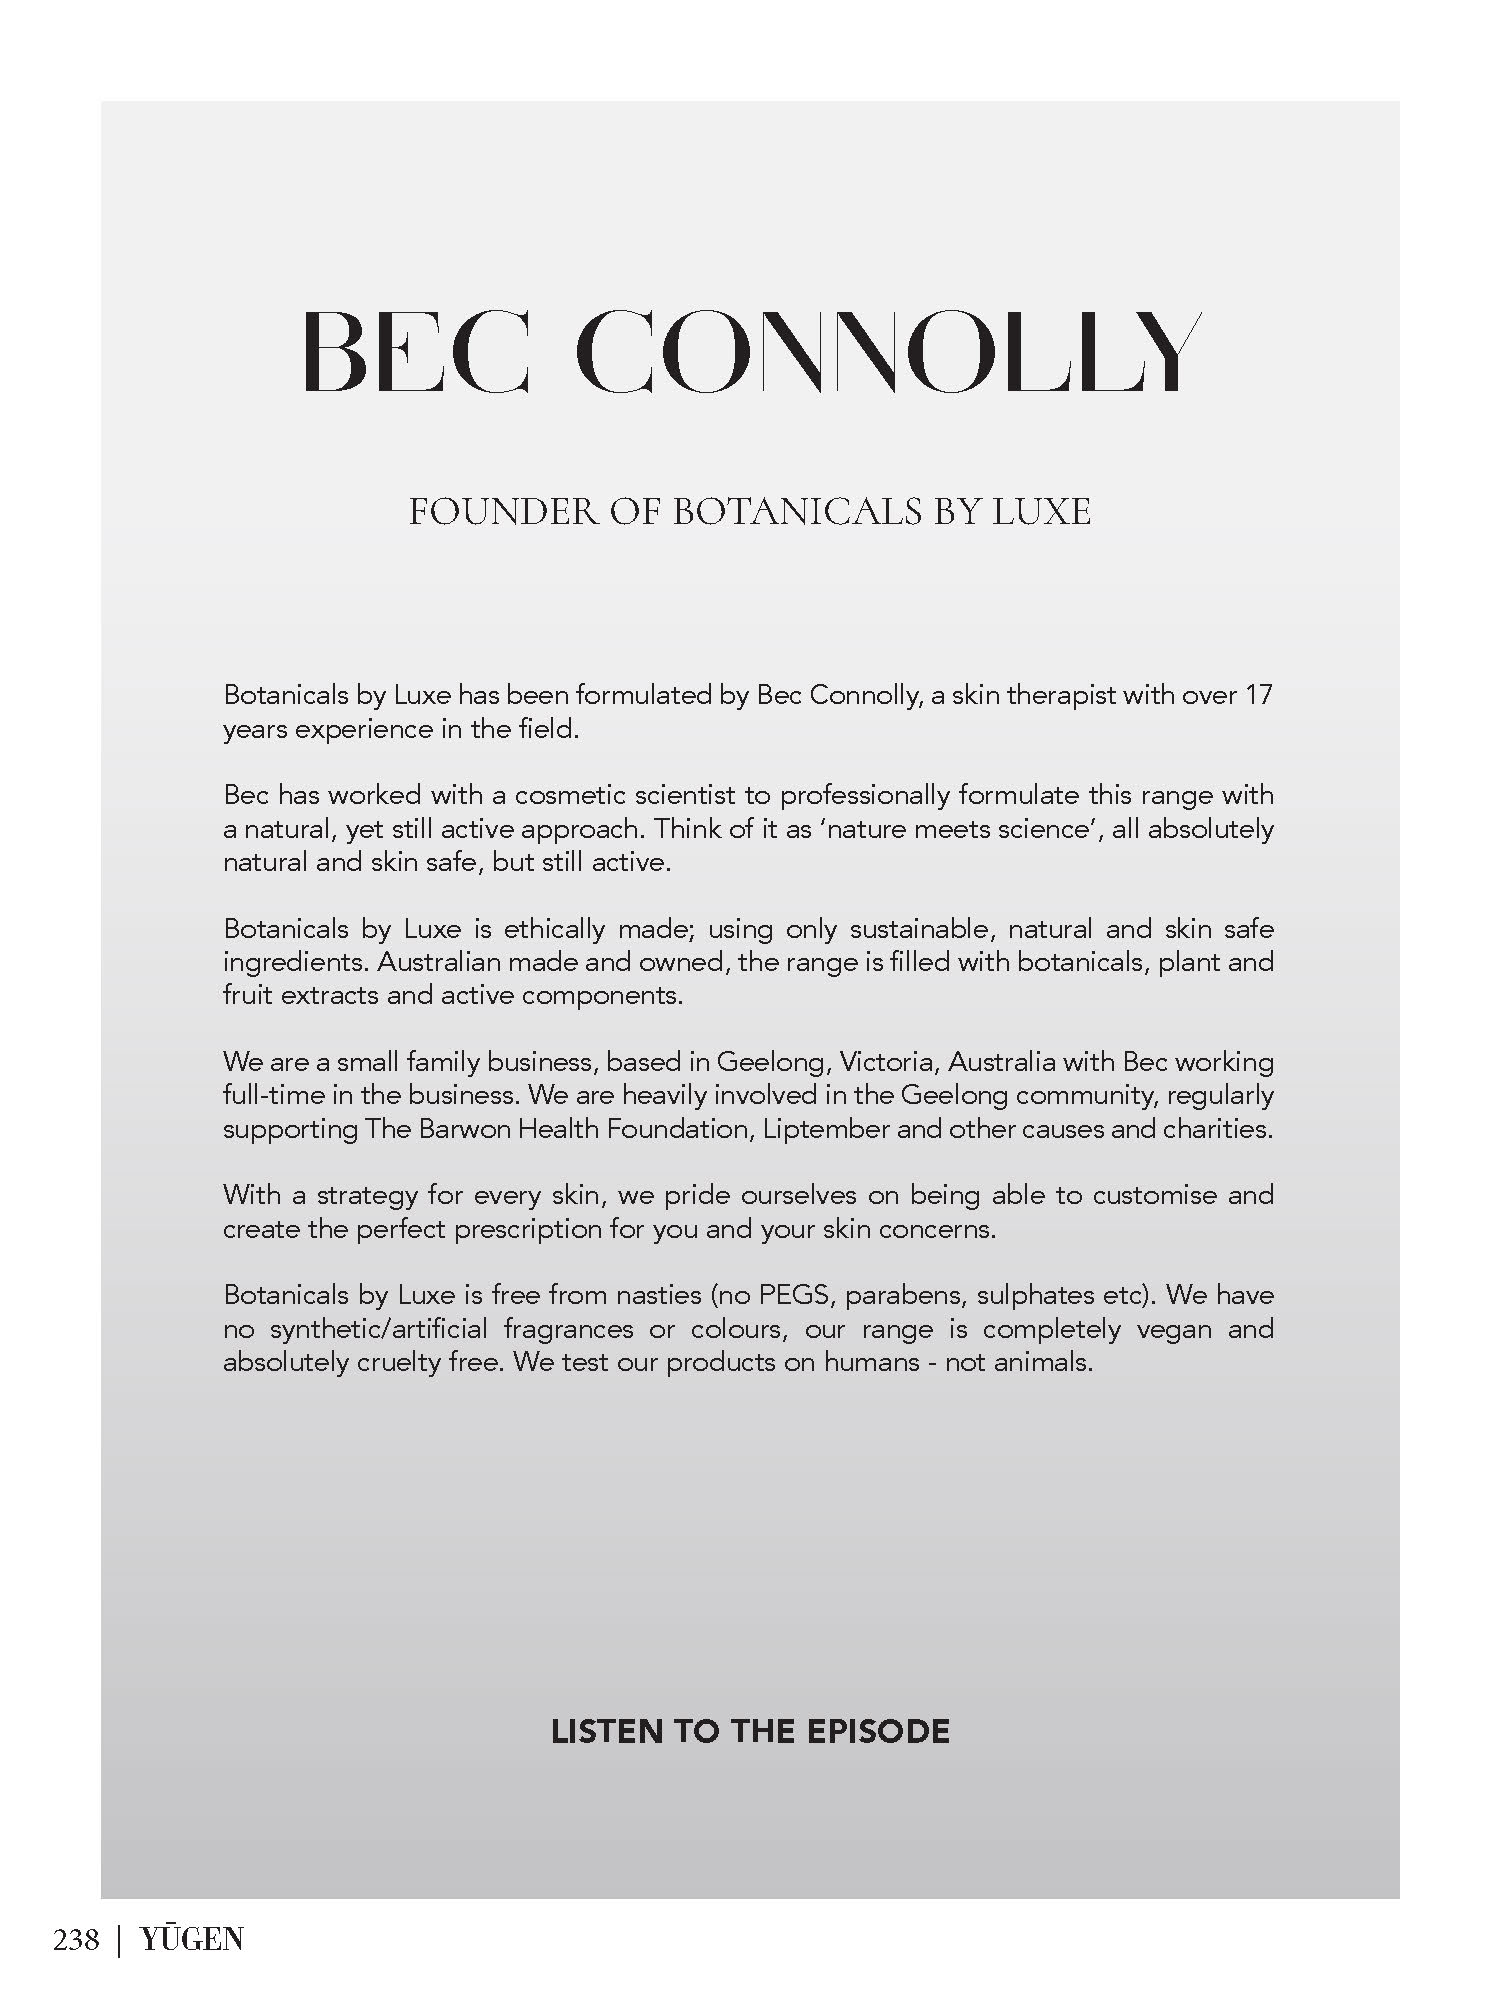 BEC CONNOLLY
FOUNDER OF BOTANICALS BY LUXE
Botanicals by Luxe has been formulated by Bec Connolly, a skin therapist with over 17
years experience in the field.
Bec has worked with a cosmetic scientist to professionally formulate this range with
a natural, yet still active approach. Think of it as ‘nature meets science’, all absolutely
natural and skin safe, but still active.
Botanicals by Luxe is ethically made; using only sustainable, natural and skin safe
ingredients. Australian made and owned, the range is filled with botanicals, plant and
fruit extracts and active components.
We are a small family business, based in Geelong, Victoria, Australia with Bec working
full-time in the business. We are heavily involved in the Geelong community, regularly
supporting The Barwon Health Foundation, Liptember and other causes and charities.
With a strategy for every skin, we pride ourselves on being able to customise and
create the perfect prescription for you and your skin concerns.
Botanicals by Luxe is free from nasties (no PEGS, parabens, sulphates etc). We have
no synthetic/artificial fragrances or colours, our range is completely vegan and
absolutely cruelty free. We test our products on humans - not animals.
LISTEN TO THE EPISODE
238 | YŪGEN